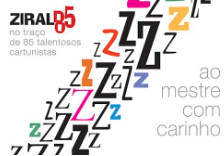 ZIRAL85
no traço
de 85 talentosos
cartunistas
Z Z Z
Z Z Z
Z Z Z
Z Z Z Z
Z Z Z Z
Z Z Z
ao
mestre
com
carinho